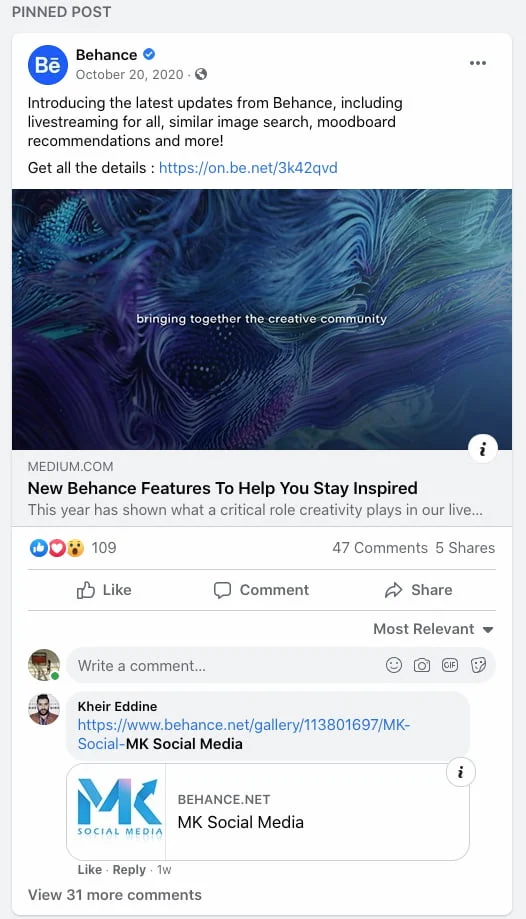 PINNED POST
Bē
Behance
October 20, 2020 ·
Introducing the latest updates from Behance, including
livestreaming for all, similar image search, moodboard
recommendations and more!
Get all the details : https://on.be.net/3k42qvd
bringing together the creative community
i
MEDIUM.COM
New Behance Features To Help You Stay Inspired
This year has shown what a critical role creativity plays in our live...
109
47 Comments 5 Shares
Like
Comment
Share
Most Relevant
Write a comment...
GIF
Kheir Eddine
https://www.behance.net/gallery/113801697/MK-
Social-MK Social Media
i
MK
SOCIAL MEDIA
BEHANCE.NET
MK Social Media
Like · Reply · 1w
View 31 more comments